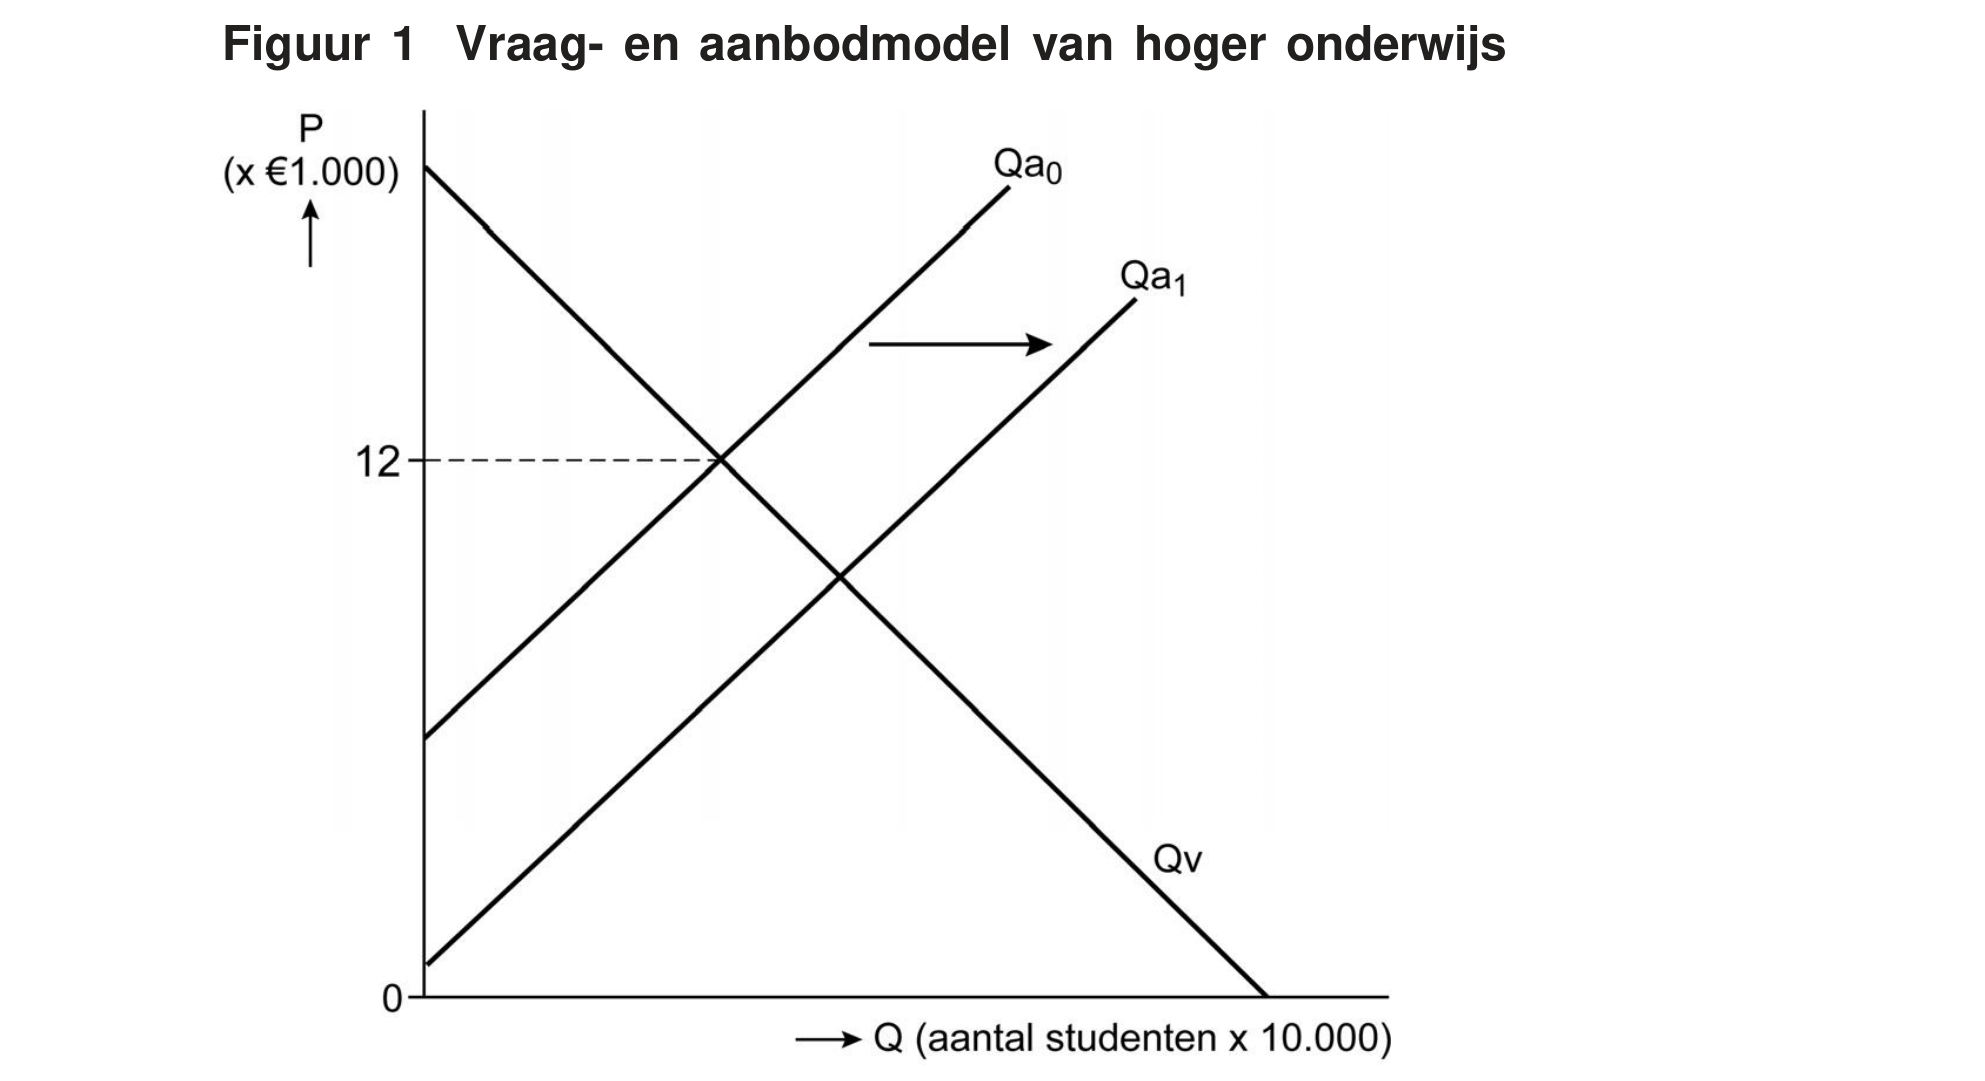 Figuur 1 Vraag- en aanbodmodel van hoger onderwijs
P
(x €1.000)
Qa0
Qa1
12
Qv
0
Q (aantal studenten x 10.000)